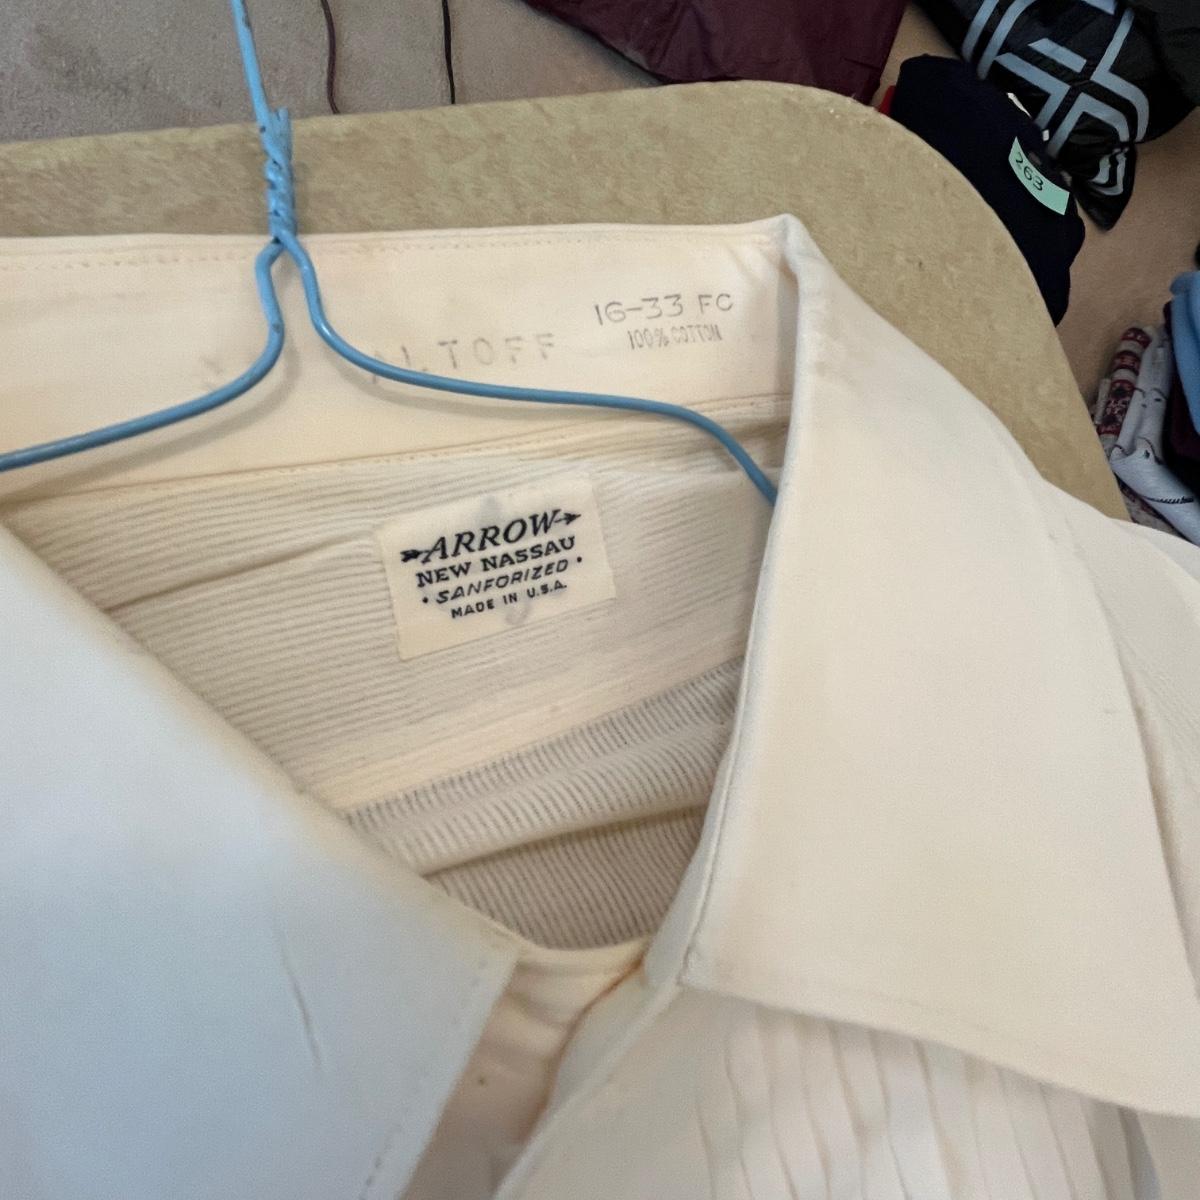 16-33 FC
100% COTTON
ARROW
NEW NASSAU
• SANFORIZED •
MADE IN U.S.A.
263